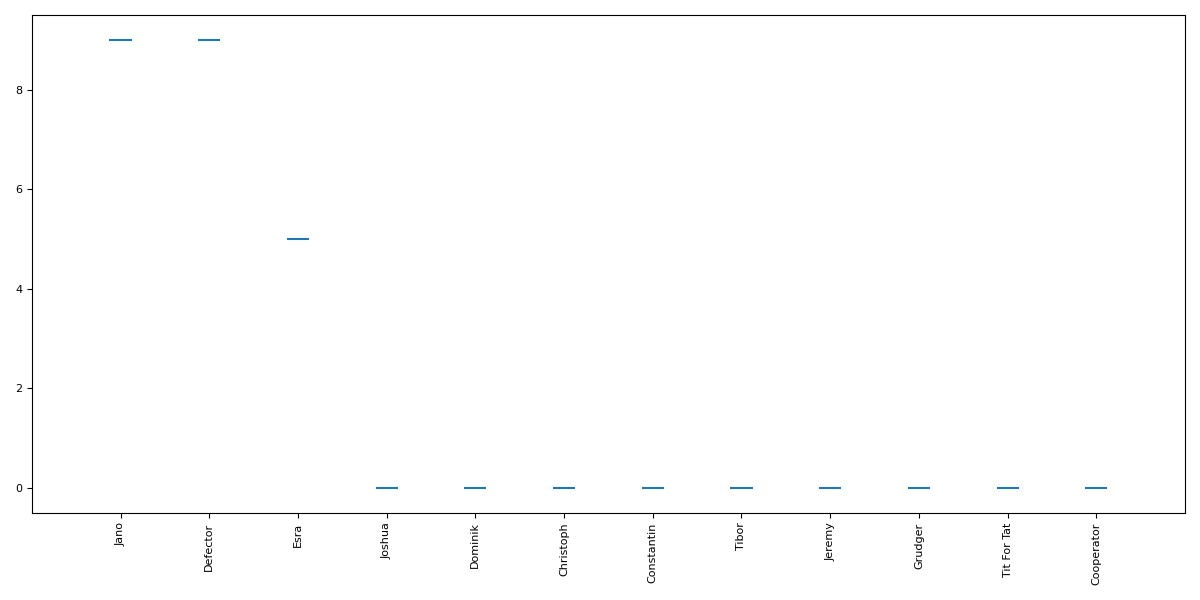 8
6
4
2
0
Jano
Defector
Esra
Joshua
Dominik
Christoph
Constantin
Tibor
Jeremy
Grudger
Tit For Tat
Cooperator